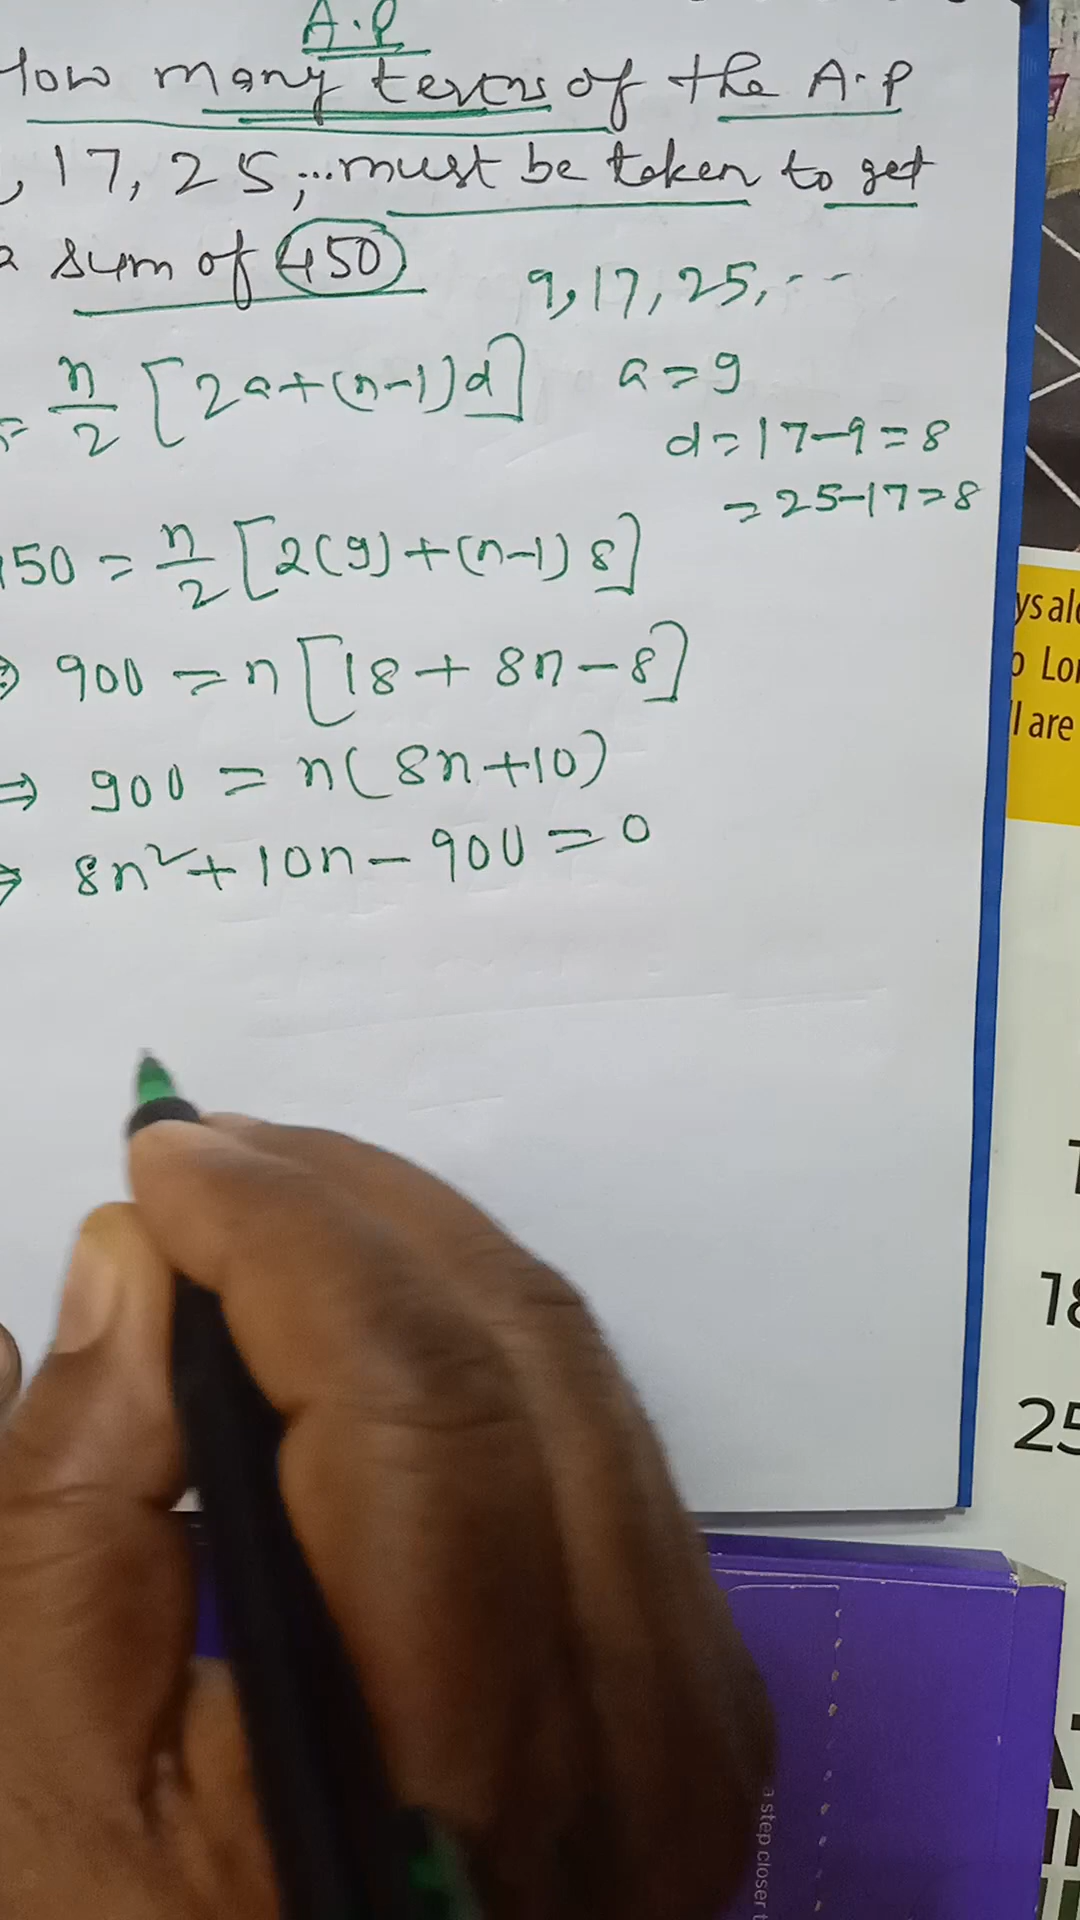 A.P
How many terms of the A.P
, 17, 25,... must be taken to get
a sum of 450
9, 17, 25, ---
= n/2 [2a+(n-1)d]
a = 9
d = 17-9 = 8
= 25-17 = 8
450 = n/2 [2(9)+(n-1) 8]
⇒ 900 = n [18 + 8n - 8]
⇒ 900 = n(8n+10)
⇒ 8n²+10n - 900 = 0
ys
o
ll are
18
25
a step closer